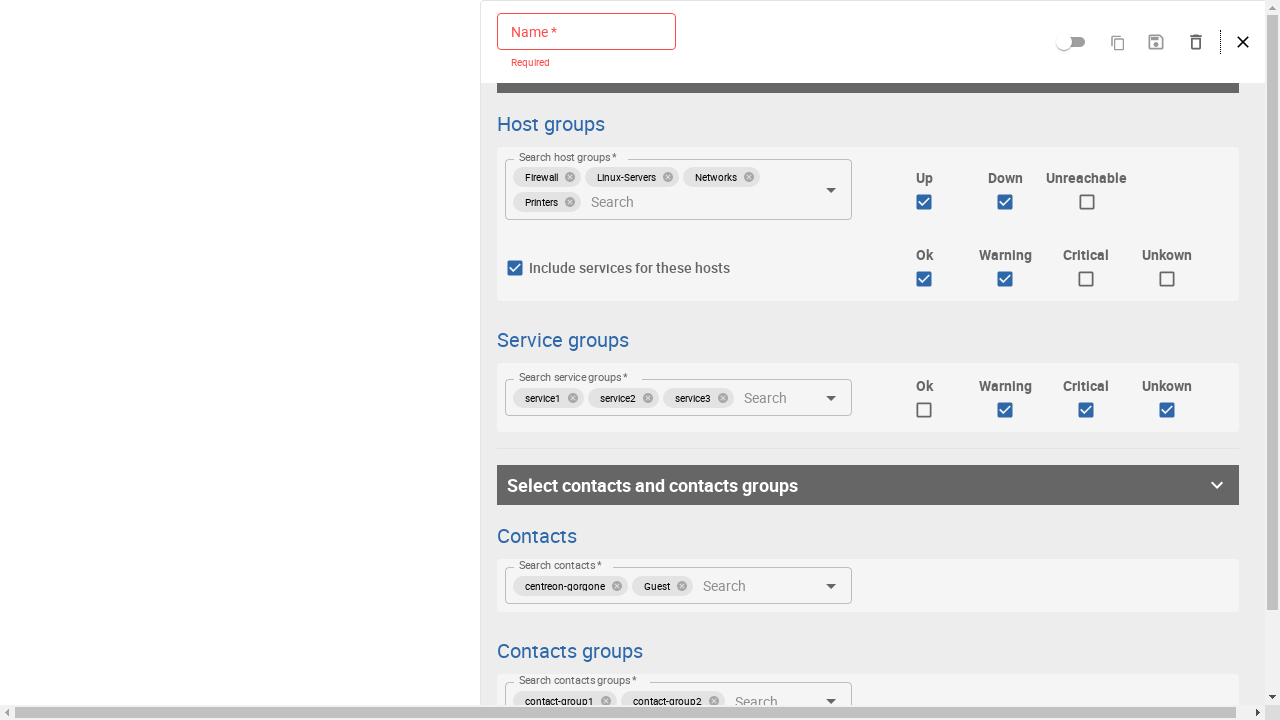 Name *
Required
Host groups
Search host groups *
Firewall
Linux-Servers
Networks
Printers
Search
Up
Down
Unreachable
Include services for these hosts
Ok
Warning
Critical
Unkown
Service groups
Search service groups *
service1
service2
service3
Search
Ok
Warning
Critical
Unkown
Select contacts and contacts groups
Contacts
Search contacts *
centreon-gorgone
Guest
Search
Contacts groups
Search contacts groups *
contact-group1
contact-group2
Search